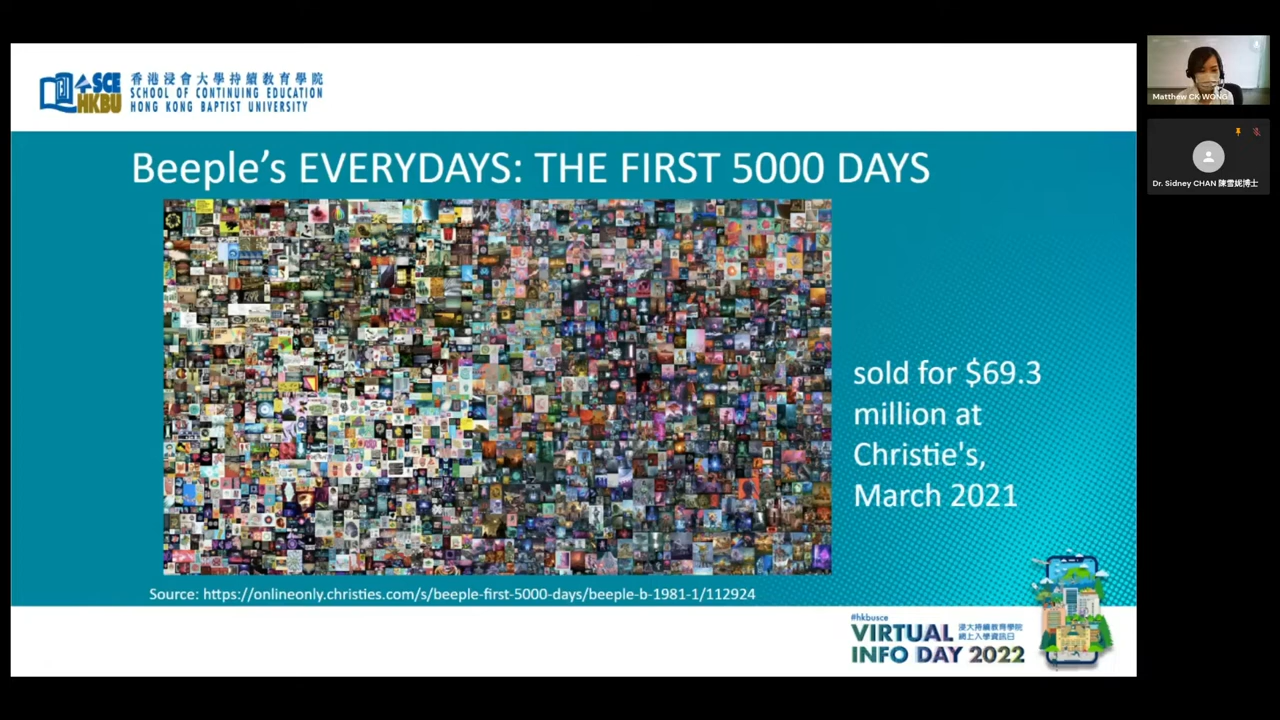 SCE
HKBU
香港浸會大學持續教育學院
SCHOOL OF CONTINUING EDUCATION
HONG KONG BAPTIST UNIVERSITY
Beeple's EVERYDAYS: THE FIRST 5000 DAYS
sold for $69.3
million at
Christie's,
March 2021
Source: https://onlineonly.christies.com/s/beeple-first-5000-days/beeple-b-1981-1/112924
#hkbusce
VIRTUAL
浸大持續教育學院
網上入學資訊日
INFO DAY 2022
Matthew CK WONG
Dr. Sidney CHAN 陳雪妮博士